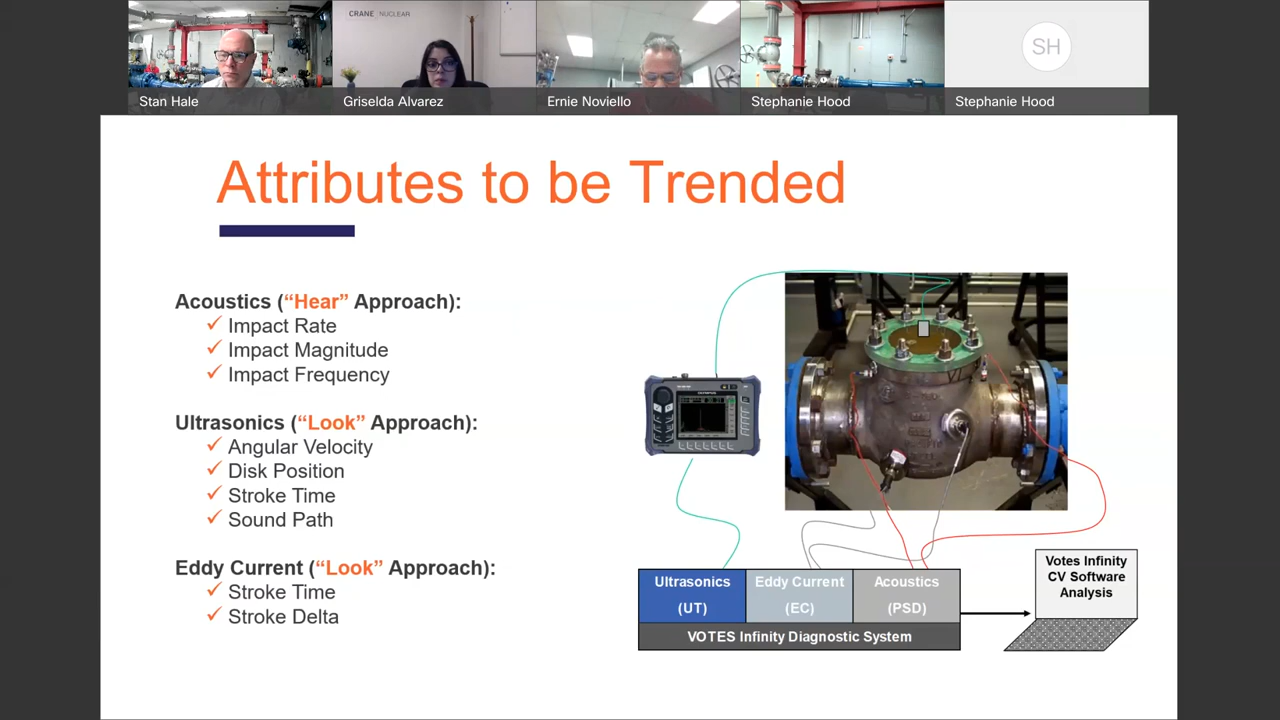 CRANE NUCLEAR
SH
Stan Hale
Griselda Alvarez
Ernie Noviello
Stephanie Hood
Stephanie Hood
Attributes to be Trended
Acoustics (“Hear” Approach):
Impact Rate
Impact Magnitude
Impact Frequency
Ultrasonics (“Look” Approach):
Angular Velocity
Disk Position
Stroke Time
Sound Path
Eddy Current (“Look” Approach):
Stroke Time
Stroke Delta
Ultrasonics
(UT)
Eddy Current
(EC)
Acoustics
(PSD)
VOTES Infinity Diagnostic System
Votes Infinity
CV Software
Analysis